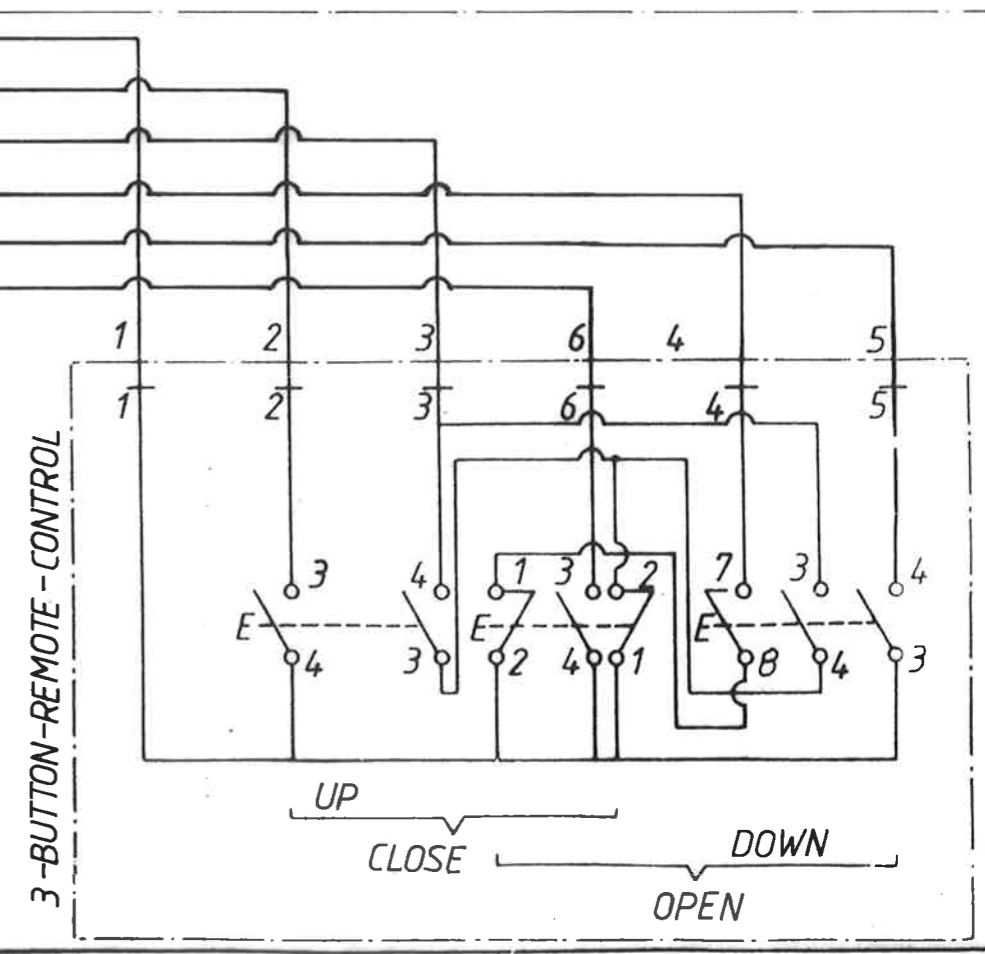 1 2 3 6 4 5
1 2 3 6 4 5
3 4 1 3 2 7 3 4
E E E
4 3 2 4 1 8 4 3
UP
CLOSE
DOWN
OPEN
3-BUTTON-REMOTE-CONTROL